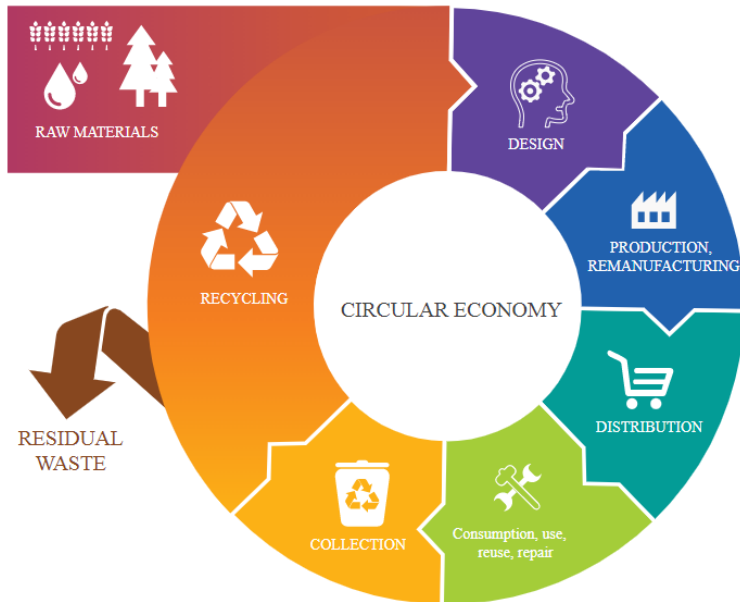 RAW MATERIALS
DESIGN
PRODUCTION,
REMANUFACTURING
RECYCLING
CIRCULAR ECONOMY
DISTRIBUTION
RESIDUAL
WASTE
COLLECTION
Consumption, use,
reuse, repair